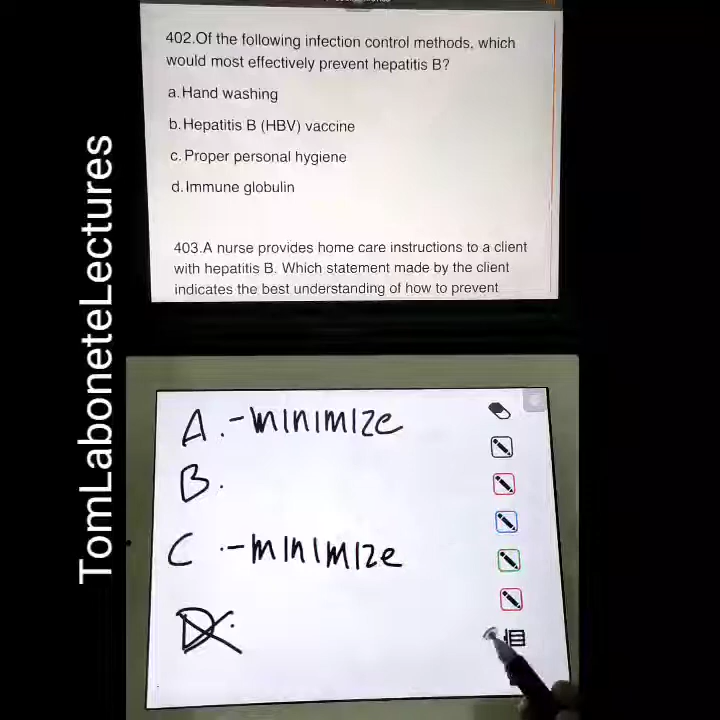 402.Of the following infection control methods, which
would most effectively prevent hepatitis B?
a. Hand washing
b. Hepatitis B (HBV) vaccine
c. Proper personal hygiene
d. Immune globulin
403.A nurse provides home care instructions to a client
with hepatitis B. Which statement made by the client
indicates the best understanding of how to prevent
TomLaboneteLectures
A. -minimize
B.
C .-minimize
D.